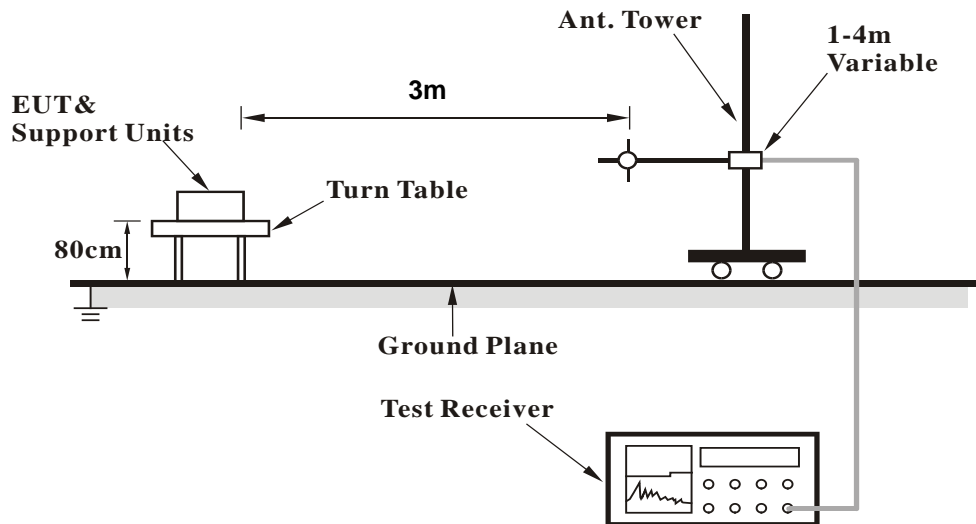 Ant. Tower
1-4m
Variable
3m
EUT&
Support Units
Turn Table
80cm
Ground Plane
Test Receiver